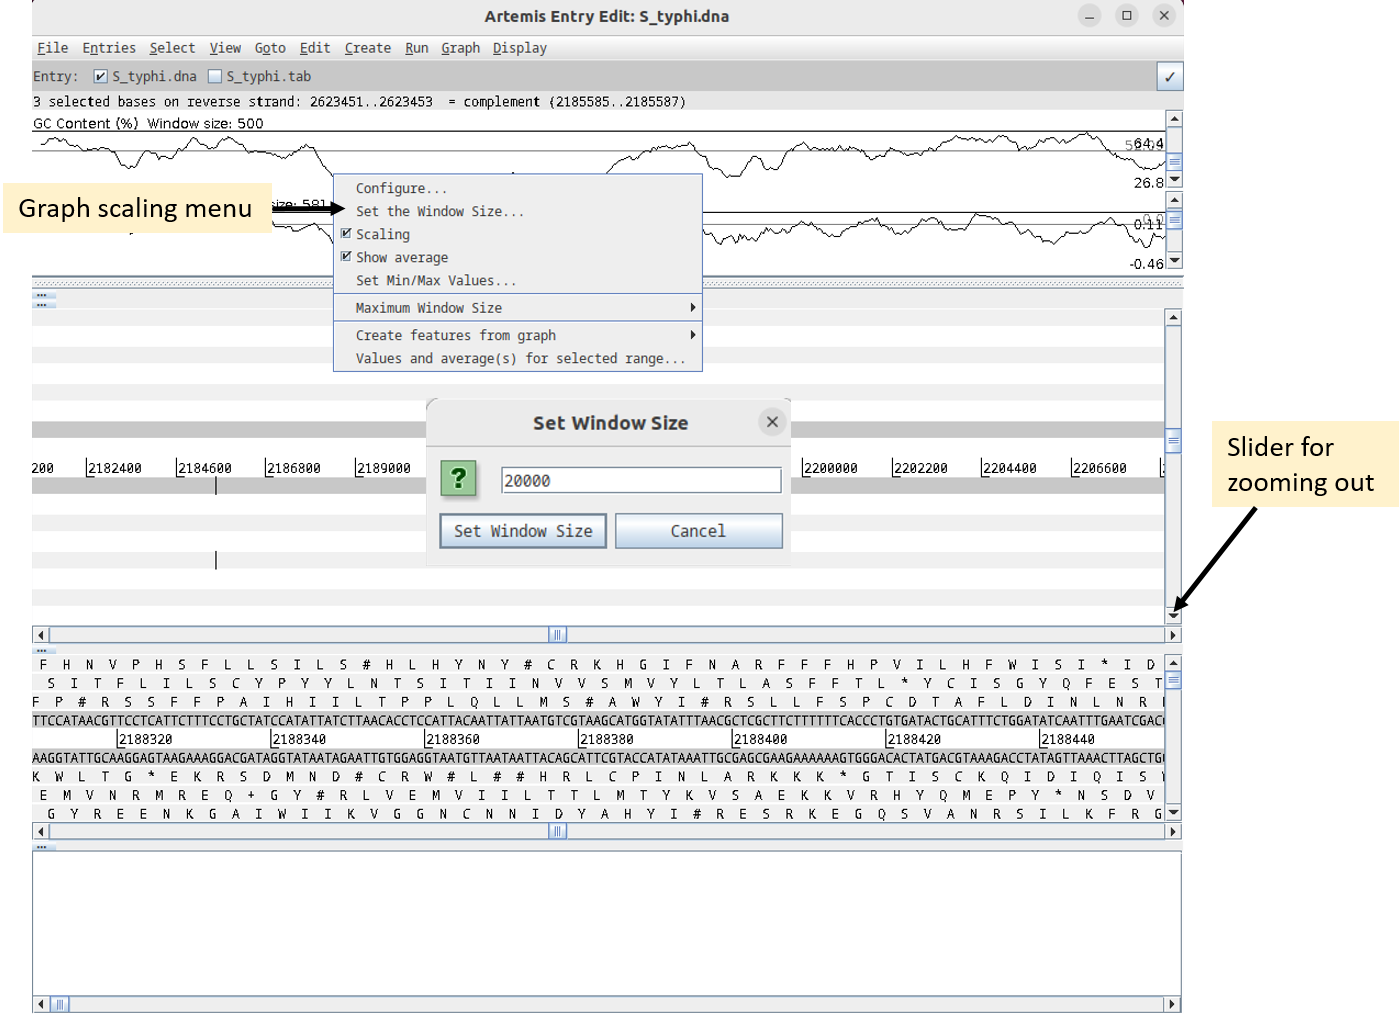 Artemis Entry Edit: S_typhi.dna
File Entries Select View Goto Edit Create Run Graph Display
Entry: S_typhi.dna S_typhi.tab
3 selected bases on reverse strand: 2623451..2623453 = complement (2185585..2185587)
GC Content (%) Window size: 500
64.4
26.8
Graph scaling menu
size: 581
0.11
-0.46
Configure...
Set the Window Size...
Scaling
Show average
Set Min/Max Values...
Maximum Window Size
Create features from graph
Values and average(s) for selected range...
Set Window Size
20000
Set Window Size Cancel
Slider for
zooming out
200 2182400 2184600 2186800 2189000 2200000 2202200 2204400 2206600
F H N V P H S F L L S I L S # H L H Y N Y # C R K H G I F N A R F F F H P V I L H F W I S I * I D
S I T F L I L S C Y P Y Y L N T S I T I I N V V S M V Y L T L A S F F T L * Y C I S G Y Q F E S T
F P # R S S F F P A I H I I L T P P L Q L L M S # A W Y I # R S L L F S P C D T A F L D I N L N R
TTCCATAACGTTCCTCATTCTTTCCTGCTATCCATATTATCTTAACACCTCCATTACAATTATTAATGTCGTAAGCATGGTATATTTAACGCTCGCTTCTTTTTTCACCCTGTGATACTGCATTTCTGGATATCAATTTGAATCGAC
2188320 2188340 2188360 2188380 2188400 2188420 2188440
AAGGTATTGCAAGGAGTAAGAAAGGACGATAGGTATAATAGAATTGTGGAGGTAATGTTAATAATTACAGCATTCGTACCATATAAATTGCGAGCGAAGAAAAAAGTGGGACACTATGACGTAAAGACCTATAGTTAAACTTAGCTG
K W L T G * E K R S D M N D # C R W # L # # H R L C P I N L A R K K K * G T I S C K Q I D I Q I S
E M V N R M R E Q + G Y # R L V E M V I I L T T L M T Y K V S A E K K V R H Y Q M E P Y * N S D V
G Y R E E N K G A I W I I K V G G N C N N I D Y A H Y I # R E S R K E G Q S V A N R S I L K F R G